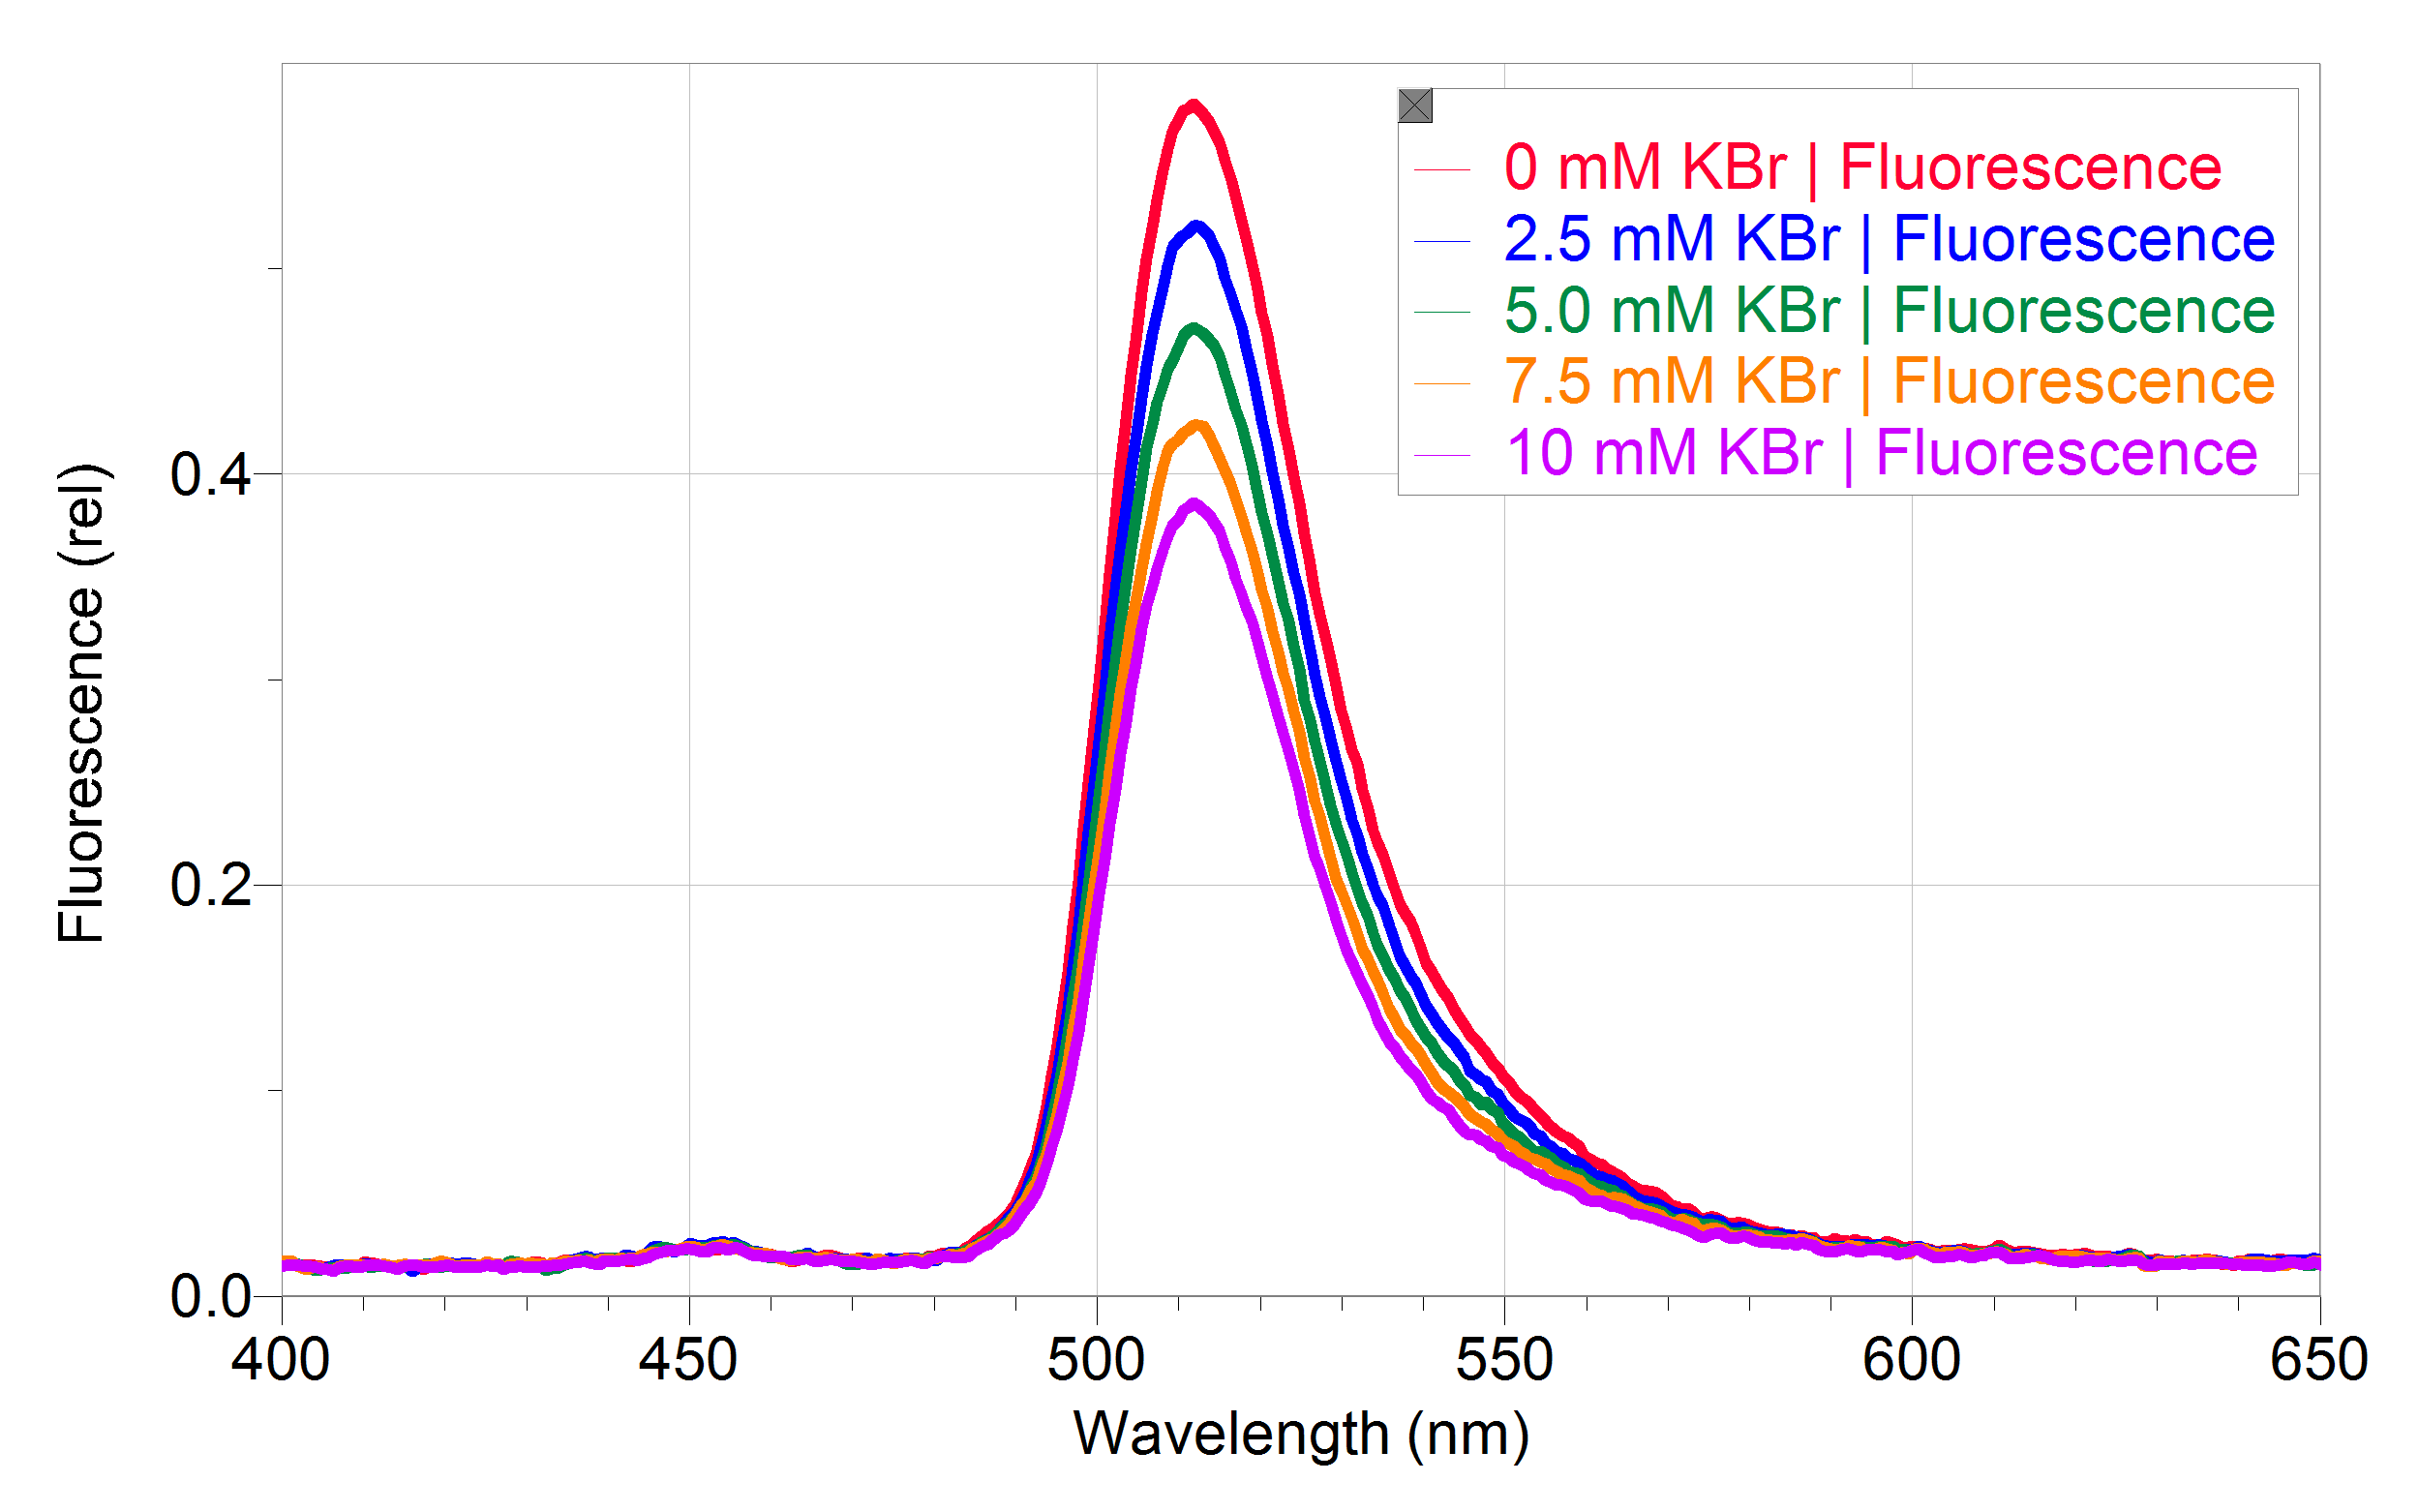 0 mM KBr | Fluorescence
2.5 mM KBr | Fluorescence
5.0 mM KBr | Fluorescence
7.5 mM KBr | Fluorescence
10 mM KBr | Fluorescence
Fluorescence (rel)
0.4
0.2
0.0
400 450 500 550 600 650
Wavelength (nm)